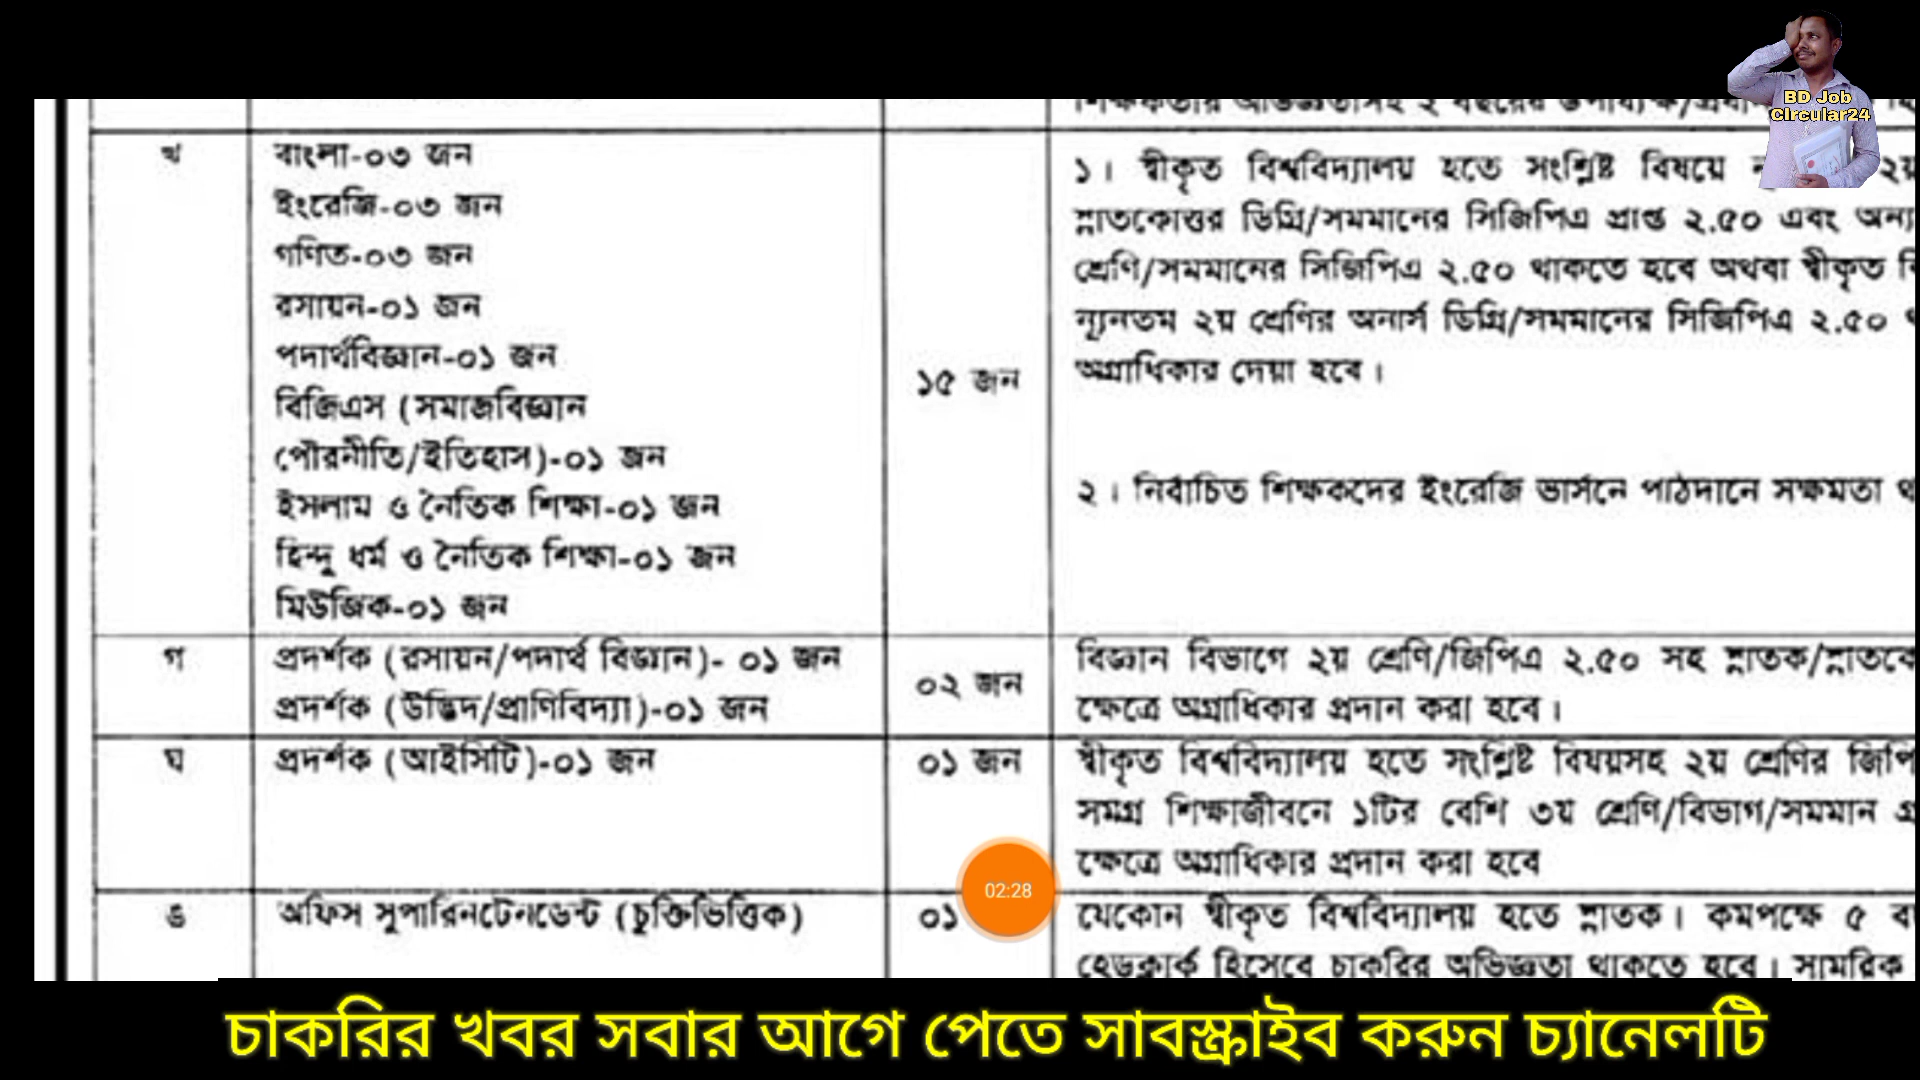 BD Job
CIrcular24
খ
বাংলা-০৩ জন
ইংরেজি-০৩ জন
গণিত-০৩ জন
রসায়ন-০১ জন
পদার্থবিজ্ঞান-০১ জন
বিজিএস (সমাজবিজ্ঞান
পৌরনীতি/ইতিহাস)-০১ জন
ইসলাম ও নৈতিক শিক্ষা-০১ জন
হিন্দু ধর্ম ও নৈতিক শিক্ষা-০১ জন
মিউজিক-০১ জন
১৫ জন
১। স্বীকৃত বিশ্ববিদ্যালয় হতে সংশ্লিষ্ট বিষয়ে ২য়
স্নাতকোত্তর ডিগ্রি/সমমানের সিজিপিএ প্রাপ্ত ২.৫০ এবং অন্য
শ্রেণি/সমমানের সিজিপিএ ২.৫০ থাকতে হবে অথবা স্বীকৃত
ন্যূনতম ২য় শ্রেণির অনার্স ডিগ্রি/সমমানের সিজিপিএ ২.৫০
অগ্রাধিকার দেয়া হবে।
২। নির্বাচিত শিক্ষকদের ইংরেজি ভার্সনে পাঠদানে সক্ষমতা
গ
প্রদর্শক (রসায়ন/পদার্থ বিজ্ঞান)- ০১ জন
প্রদর্শক (উদ্ভিদ/প্রাণিবিদ্যা)-০১ জন
০২ জন
বিজ্ঞান বিভাগে ২য় শ্রেণি/জিপিএ ২.৫০ সহ স্নাতক/স্নাতকো
ক্ষেত্রে অগ্রাধিকার প্রদান করা হবে।
ঘ
প্রদর্শক (আইসিটি)-০১ জন
০১ জন
স্বীকৃত বিশ্ববিদ্যালয় হতে সংশ্লিষ্ট বিষয়সহ ২য় শ্রেণির জিপি
সমগ্র শিক্ষাজীবনে ১টির বেশি ৩য় শ্রেণি/বিভাগ/সমমান
ক্ষেত্রে অগ্রাধিকার প্রদান করা হবে
ঙ
অফিস সুপারিনটেনডেন্ট (চুক্তিভিত্তিক)
০১
02:28
যেকোন স্বীকৃত বিশ্ববিদ্যালয় হতে স্নাতক। কমপক্ষে ৫
হেডক্লার্ক হিসেবে চাকরির অভিজ্ঞতা থাকতে হবে। সামরিক
চাকরির খবর সবার আগে পেতে সাবস্ক্রাইব করুন চ্যানেলটি